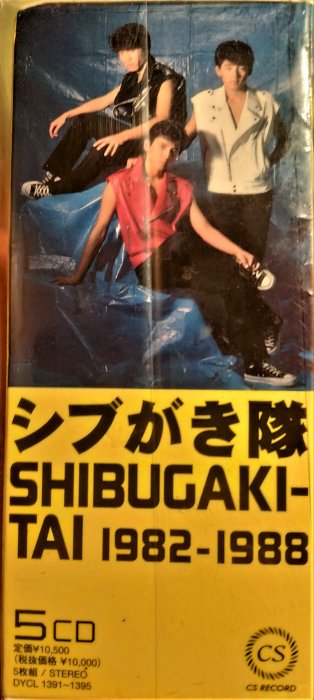 シブがき隊
SHIBUGAKI-
TAI 1982-1988
5CD
定価¥10,500
(税抜価格 ¥10,000)
5枚組 / STEREO
DYCL 1391-1395
CS
CS RECORD